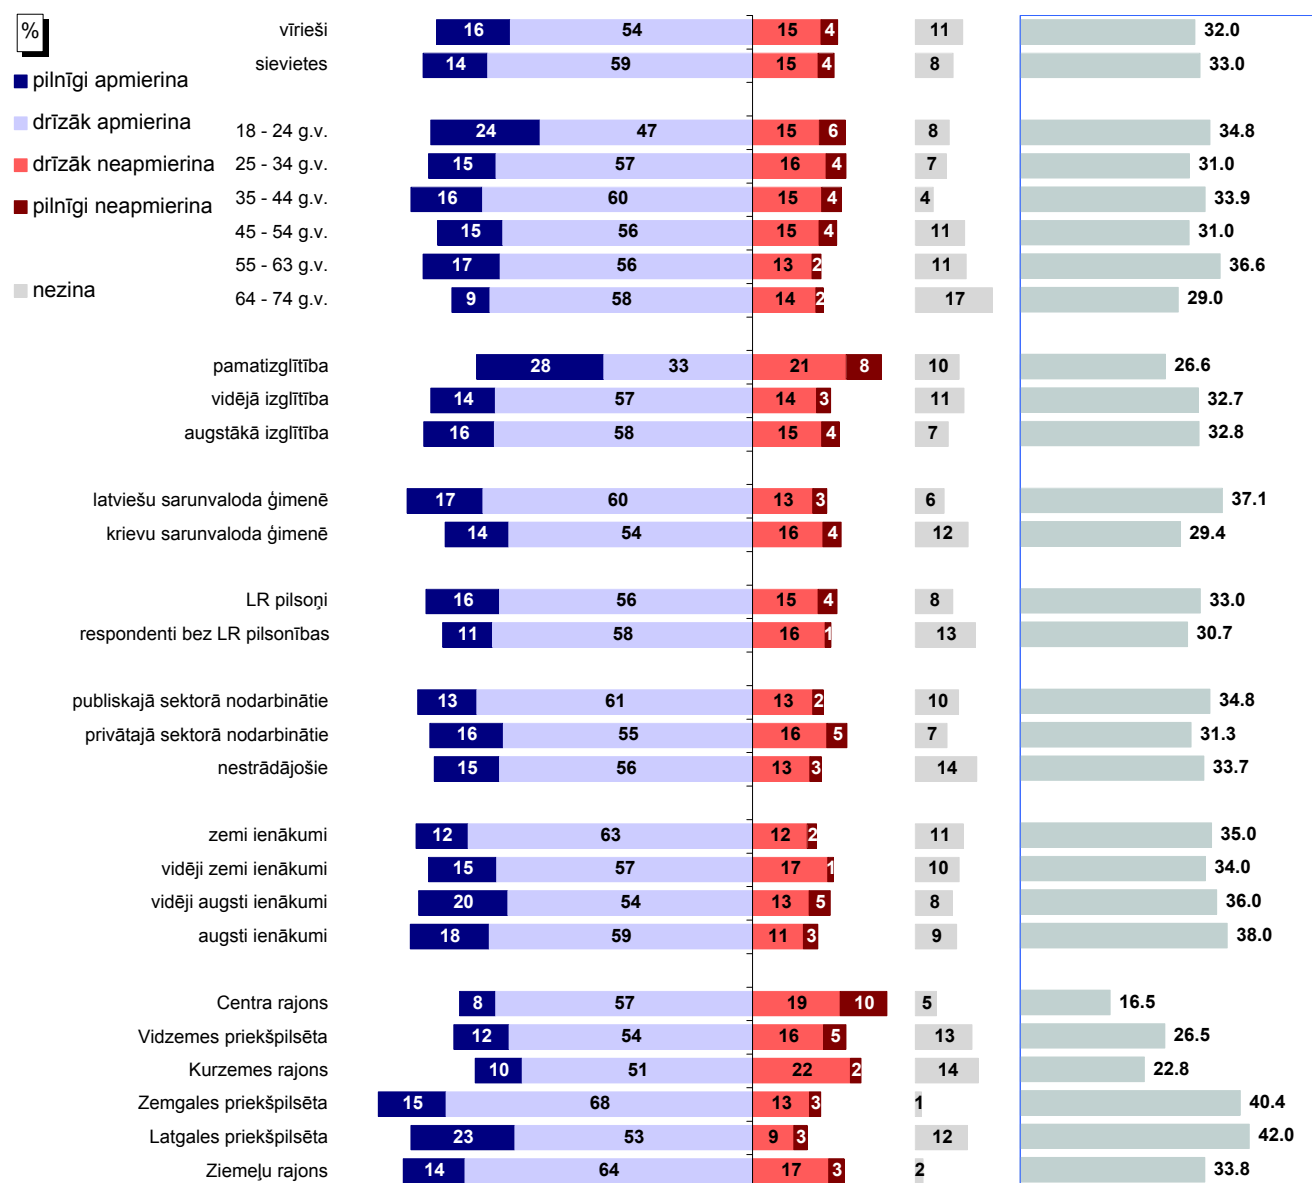 %
pilnīgi apmierina
drīzāk apmierina
drīzāk neapmierina
pilnīgi neapmierina
nezina
vīrieši 16 54 15 4 11 32.0
sievietes 14 59 15 4 8 33.0
18 - 24 g.v. 24 47 15 6 8 34.8
25 - 34 g.v. 15 57 16 4 7 31.0
35 - 44 g.v. 16 60 15 4 4 33.9
45 - 54 g.v. 15 56 15 4 11 31.0
55 - 63 g.v. 17 56 13 2 11 36.6
64 - 74 g.v. 9 58 14 2 17 29.0
pamatizglītība 28 33 21 8 10 26.6
vidējā izglītība 14 57 14 3 11 32.7
augstākā izglītība 16 58 15 4 7 32.8
latviešu sarunvaloda ģimenē 17 60 13 3 6 37.1
krievu sarunvaloda ģimenē 14 54 16 4 12 29.4
LR pilsoņi 16 56 15 4 8 33.0
respondenti bez LR pilsonības 11 58 16 1 13 30.7
publiskajā sektorā nodarbinātie 13 61 13 2 10 34.8
privātajā sektorā nodarbinātie 16 55 16 5 7 31.3
nestrādājošie 15 56 13 3 14 33.7
zemi ienākumi 12 63 12 2 11 35.0
vidēji zemi ienākumi 15 57 17 1 10 34.0
vidēji augsti ienākumi 20 54 13 5 8 36.0
augsti ienākumi 18 59 11 3 9 38.0
Centra rajons 8 57 19 10 5 16.5
Vidzemes priekšpilsēta 12 54 16 5 13 26.5
Kurzemes rajons 10 51 22 2 14 22.8
Zemgales priekšpilsēta 15 68 13 3 1 40.4
Latgales priekšpilsēta 23 53 9 3 12 42.0
Ziemeļu rajons 14 64 17 3 2 33.8